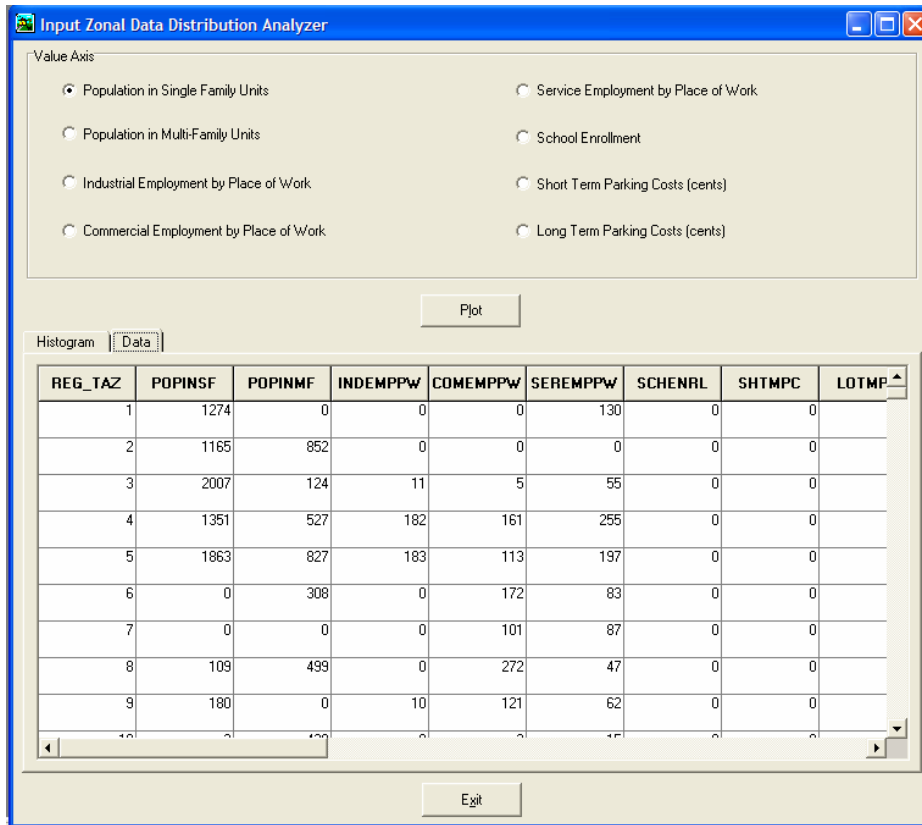 Input Zonal Data Distribution Analyzer
Value Axis
Population in Single Family Units
Service Employment by Place of Work
Population in Multi-Family Units
School Enrollment
Industrial Employment by Place of Work
Short Term Parking Costs (cents)
Commercial Employment by Place of Work
Long Term Parking Costs (cents)
Plot
Histogram Data
REG_TAZ POPINSF POPINMF INDEMPPW COMEMPPW SEREMPPW SCHENRL SHTMPC LOTMP
1 1274 0 0 0 130 0 0
2 1165 852 0 0 0 0 0
3 2007 124 11 5 55 0 0
4 1351 527 182 161 255 0 0
5 1863 827 183 113 197 0 0
6 0 308 0 172 83 0 0
7 0 0 0 101 87 0 0
8 109 499 0 272 47 0 0
9 180 0 10 121 62 0 0
Exit